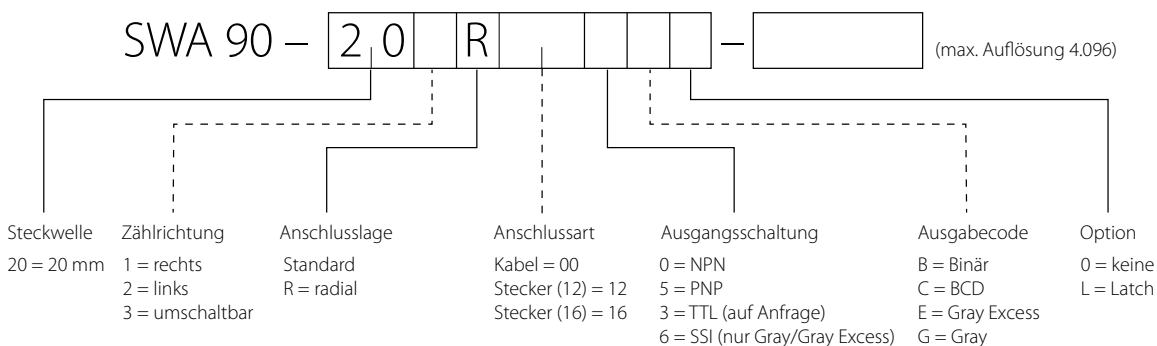 SWA 90 – 2 0 R – (max. Auflösung 4.096)
Steckwelle Zählrichtung Anschlusslage Anschlussart Ausgangsschaltung Ausgabecode Option
20 = 20 mm 1 = rechts Standard Kabel = 00 0 = NPN B = Binär 0 = keine
2 = links R = radial Stecker (12) = 12 5 = PNP C = BCD L = Latch
3 = umschaltbar Stecker (16) = 16 3 = TTL (auf Anfrage) E = Gray Excess
6 = SSI (nur Gray/Gray Excess) G = Gray